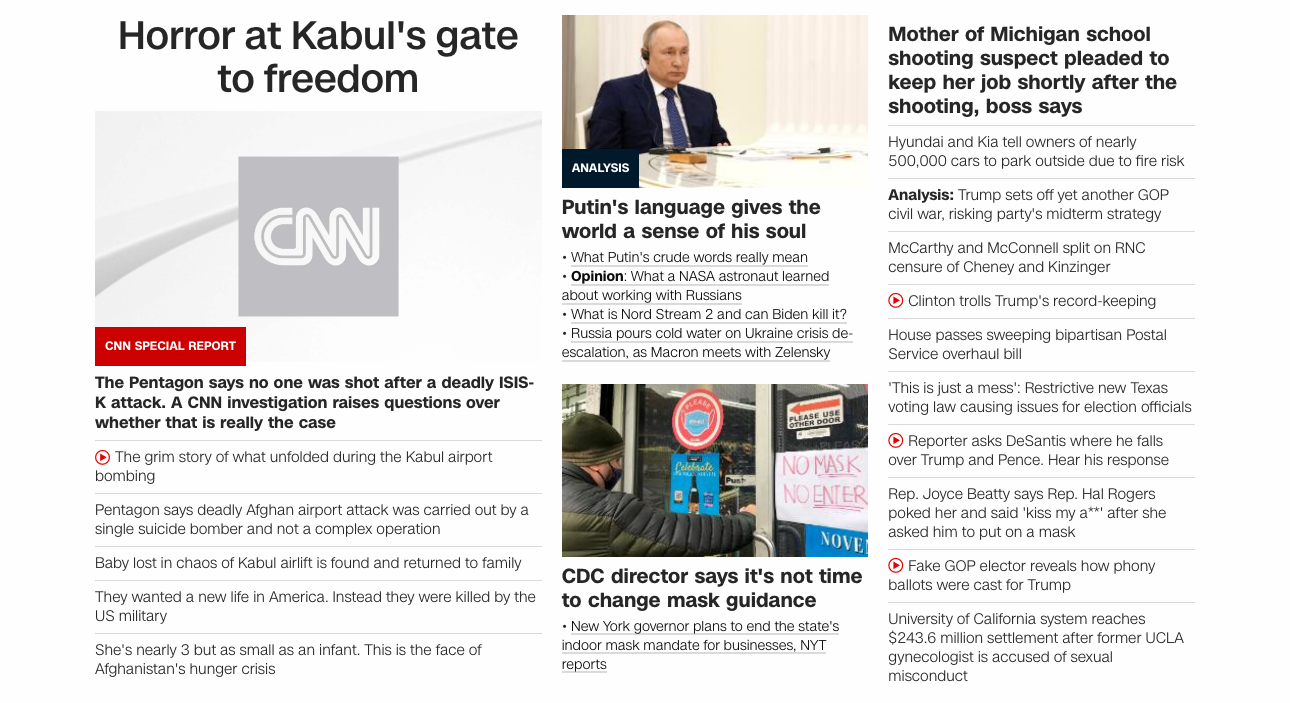 Horror at Kabul's gate
to freedom
CNN
CNN SPECIAL REPORT
The Pentagon says no one was shot after a deadly ISIS-
K attack. A CNN investigation raises questions over
whether that is really the case
The grim story of what unfolded during the Kabul airport
bombing
Pentagon says deadly Afghan airport attack was carried out by a
single suicide bomber and not a complex operation
Baby lost in chaos of Kabul airlift is found and returned to family
They wanted a new life in America. Instead they were killed by the
US military
She's nearly 3 but as small as an infant. This is the face of
Afghanistan's hunger crisis
ANALYSIS
Putin's language gives the
world a sense of his soul
• What Putin's crude words really mean
• Opinion: What a NASA astronaut learned
about working with Russians
• What is Nord Stream 2 and can Biden kill it?
• Russia pours cold water on Ukraine crisis de-
escalation, as Macron meets with Zelensky
PLEASE
PLEASE USE
OTHER DOOR
PLEASE
Celebrate
Push
NO MASK
NO ENTER
NOVE
CDC director says it's not time
to change mask guidance
• New York governor plans to end the state's
indoor mask mandate for businesses, NYT
reports
Mother of Michigan school
shooting suspect pleaded to
keep her job shortly after the
shooting, boss says
Hyundai and Kia tell owners of nearly
500,000 cars to park outside due to fire risk
Analysis: Trump sets off yet another GOP
civil war, risking party's midterm strategy
McCarthy and McConnell split on RNC
censure of Cheney and Kinzinger
Clinton trolls Trump's record-keeping
House passes sweeping bipartisan Postal
Service overhaul bill
'This is just a mess': Restrictive new Texas
voting law causing issues for election officials
Reporter asks DeSantis where he falls
over Trump and Pence. Hear his response
Rep. Joyce Beatty says Rep. Hal Rogers
poked her and said 'kiss my a**' after she
asked him to put on a mask
Fake GOP elector reveals how phony
ballots were cast for Trump
University of California system reaches
$243.6 million settlement after former UCLA
gynecologist is accused of sexual
misconduct